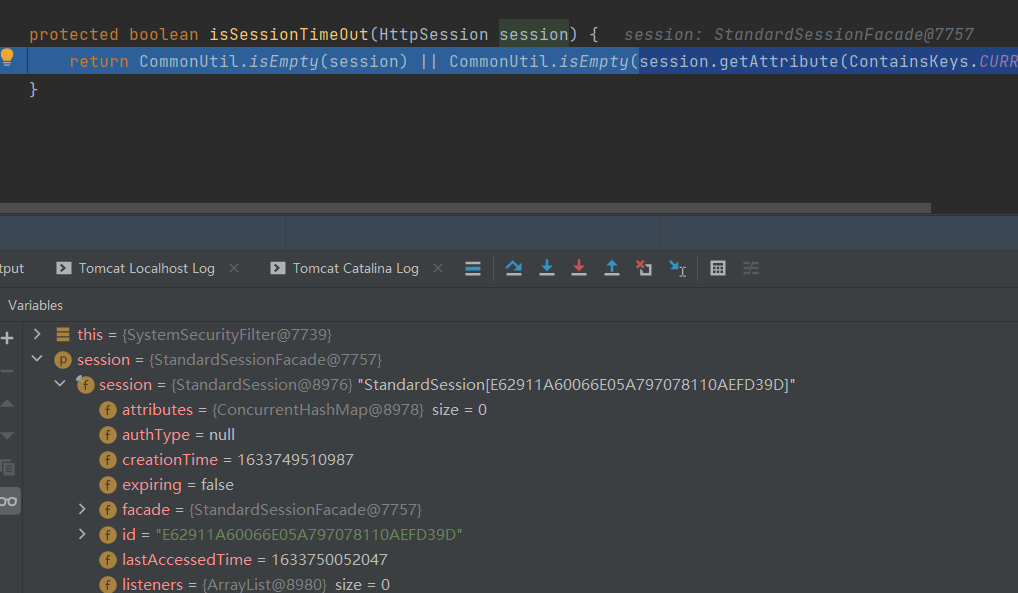 protected boolean isSessionTimeOut(HttpSession session) { session: StandardSessionFacade@7757
return CommonUtil.isEmpty(session) || CommonUtil.isEmpty(session.getAttribute(ContainsKeys.CURR
}
tput Tomcat Localhost Log Tomcat Catalina Log
Variables
this = {SystemSecurityFilter@7739}
session = {StandardSessionFacade@7757}
session = {StandardSession@8976} "StandardSession[E62911A60066E05A797078110AEFD39D]"
attributes = {ConcurrentHashMap@8978} size = 0
authType = null
creationTime = 1633749510987
expiring = false
facade = {StandardSessionFacade@7757}
id = "E62911A60066E05A797078110AEFD39D"
lastAccessedTime = 1633750052047
listeners = {ArrayList@8980} size = 0